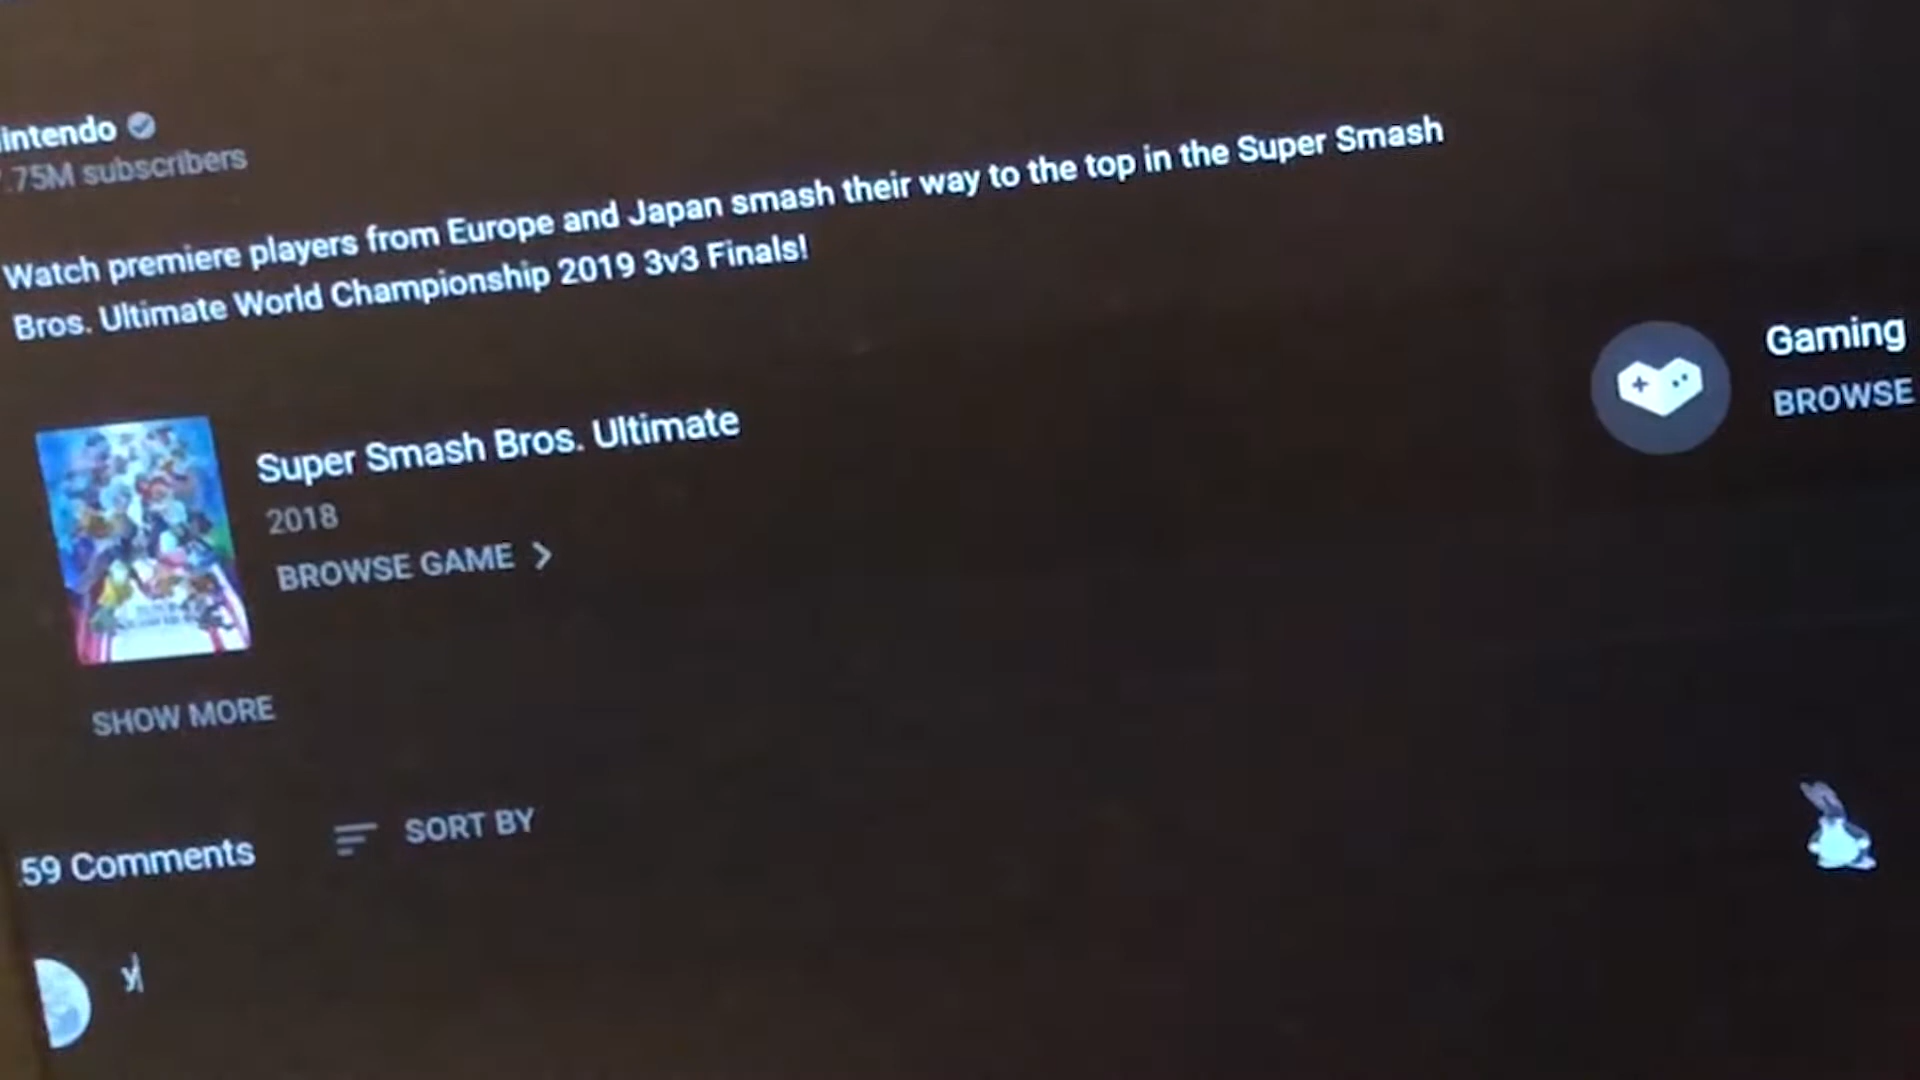 intendo
.75M subscribers
Watch premiere players from Europe and Japan smash their way to the top in the Super Smash
Bros. Ultimate World Championship 2019 3v3 Finals!
Super Smash Bros. Ultimate
2018
BROWSE GAME
Gaming
BROWSE
SHOW MORE
59 Comments
SORT BY
y